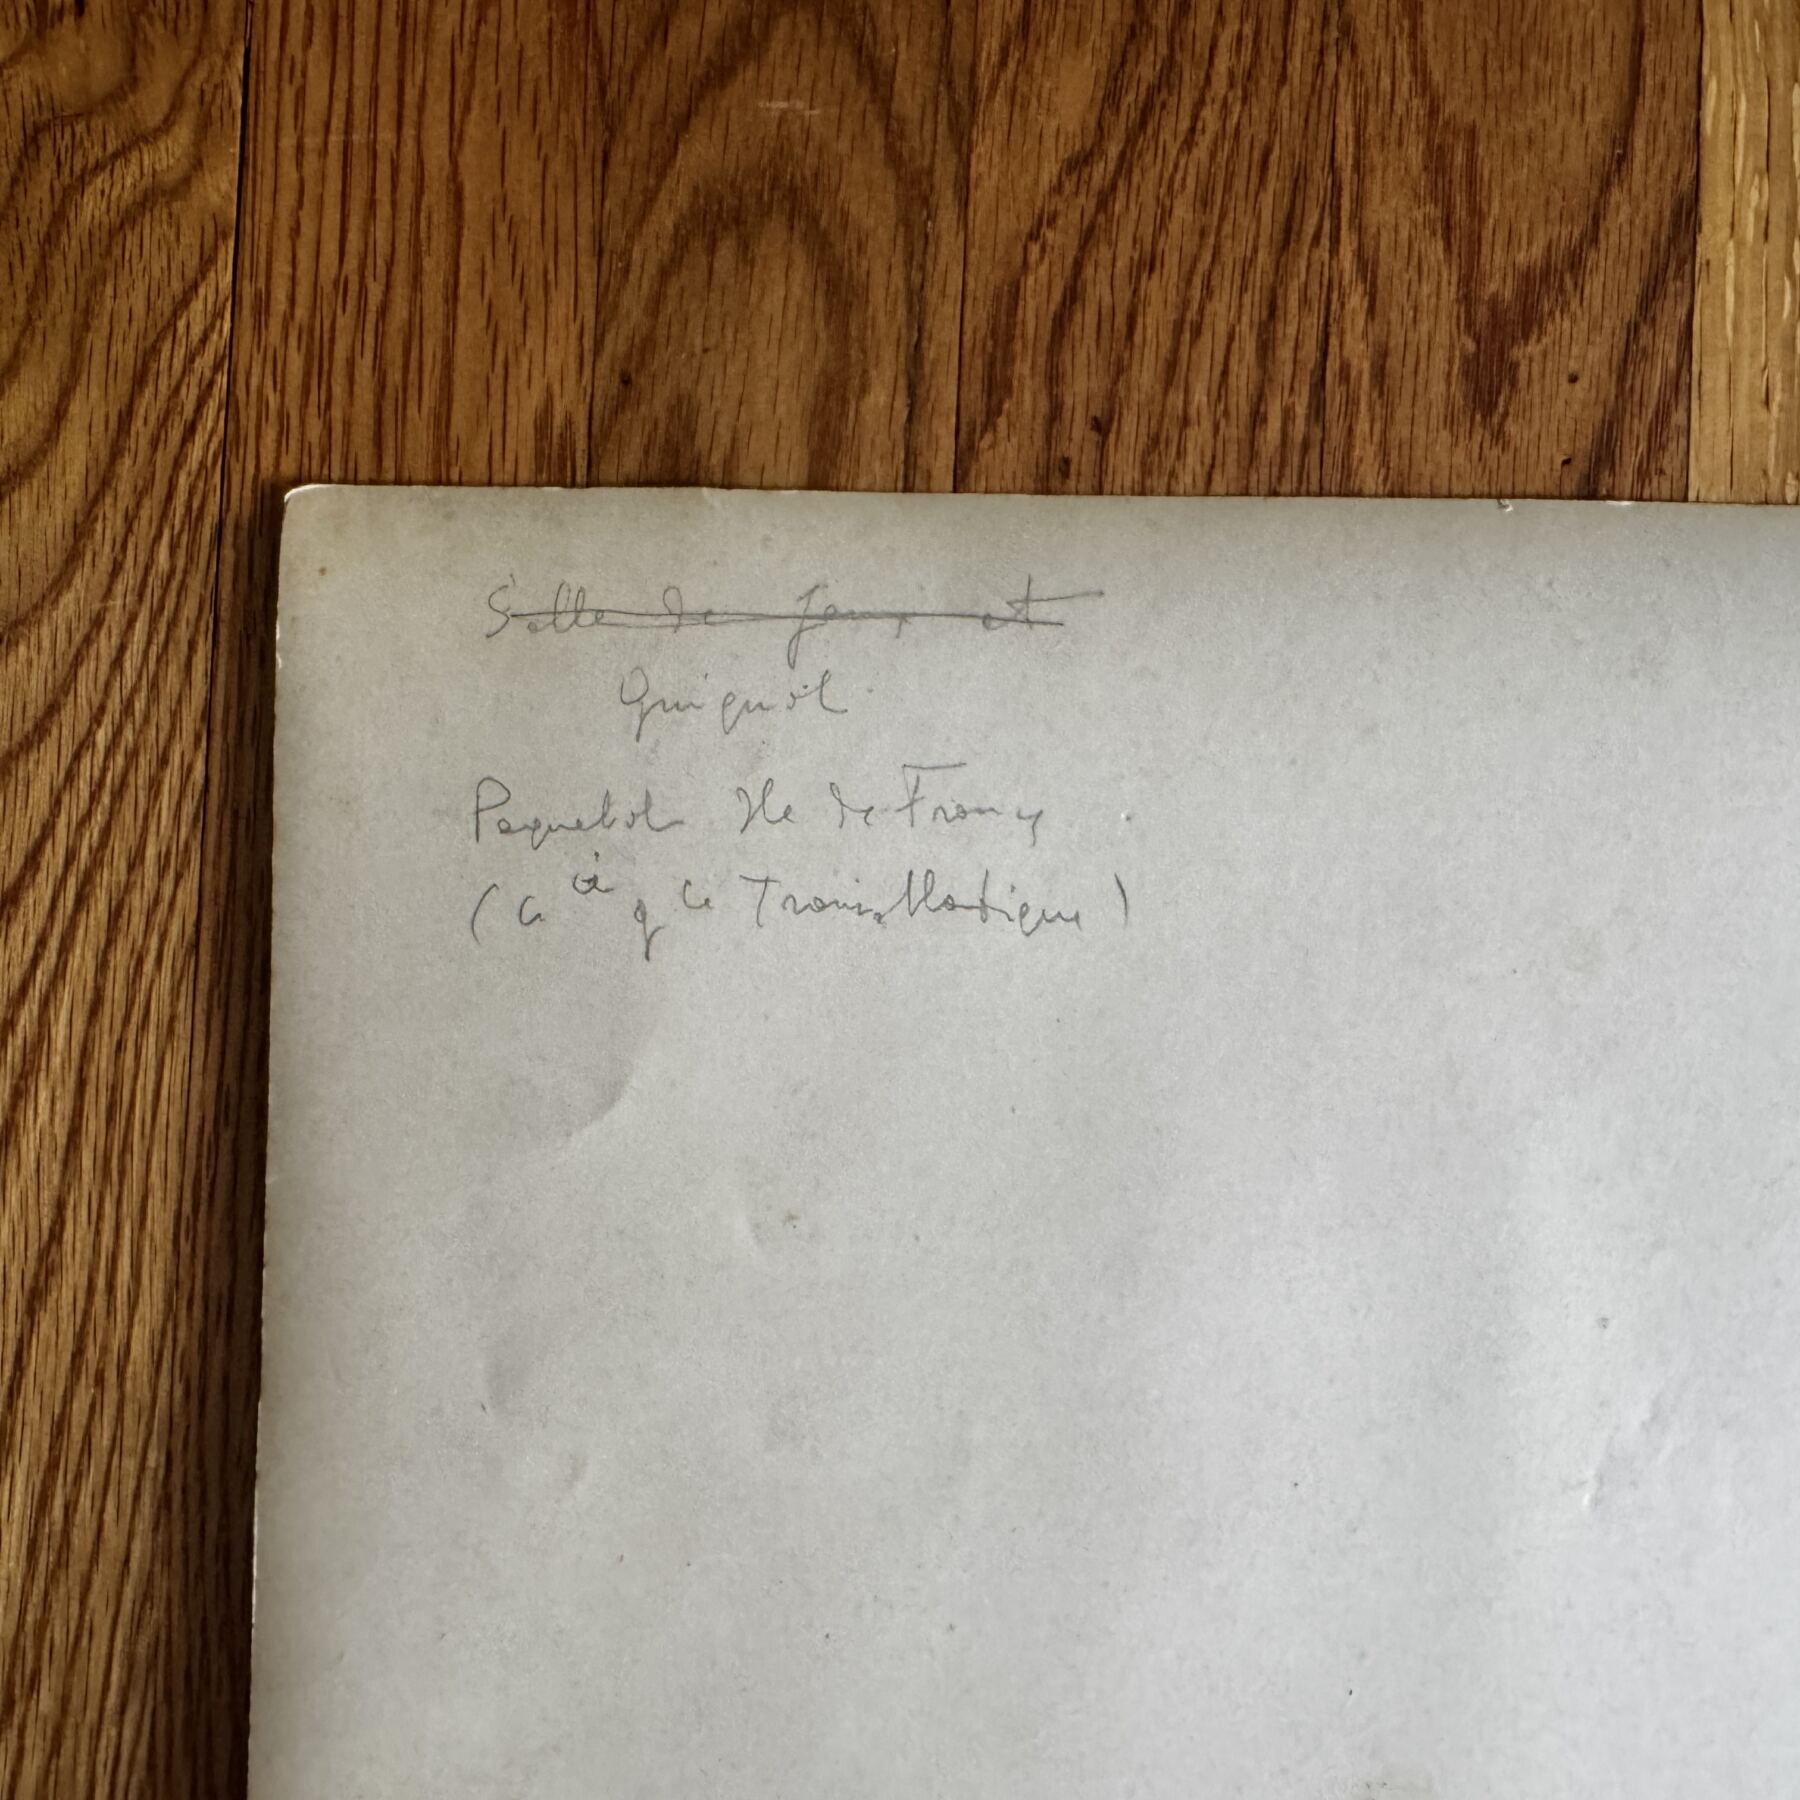 Salle de Jeux et
Guignol
Paquebot Ile de France
(Cie Gle Transatlantique)